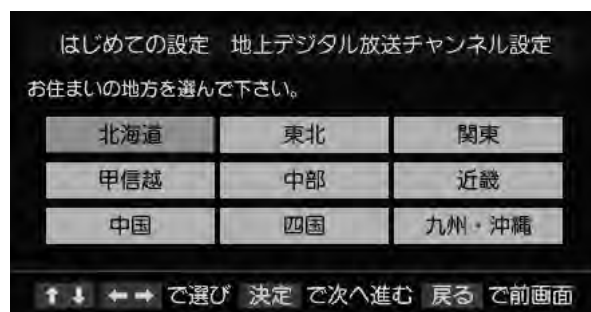 はじめての設定　地上デジタル放送チャンネル設定
お住まいの地方を選んで下さい。
北海道　東北　関東
甲信越　中部　近畿
中国　四国　九州・沖縄
↑↓ ←→ で選び 決定 で次へ進む 戻る で前画面